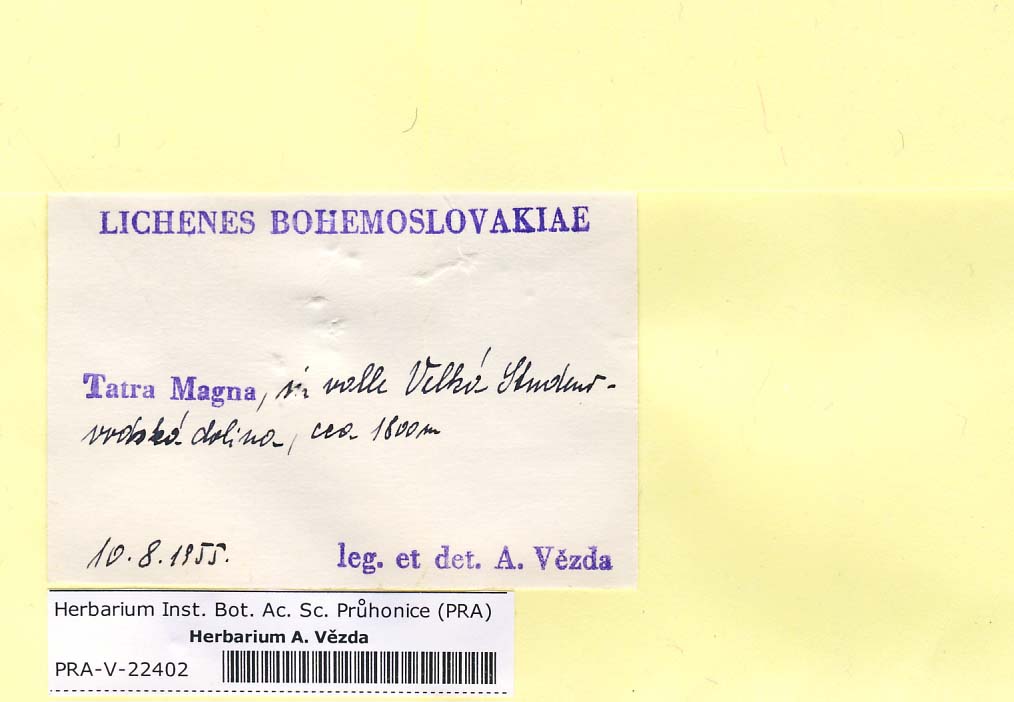 LICHENES BOHEMOSLOVAKIAE
Tatra Magna, in valle Velká Studeno-
vodská dolina, cca 1800m
10.8.1955. leg. et det. A. Vězda
Herbarium Inst. Bot. Ac. Sc. Průhonice (PRA)
Herbarium A. Vězda
PRA-V-22402